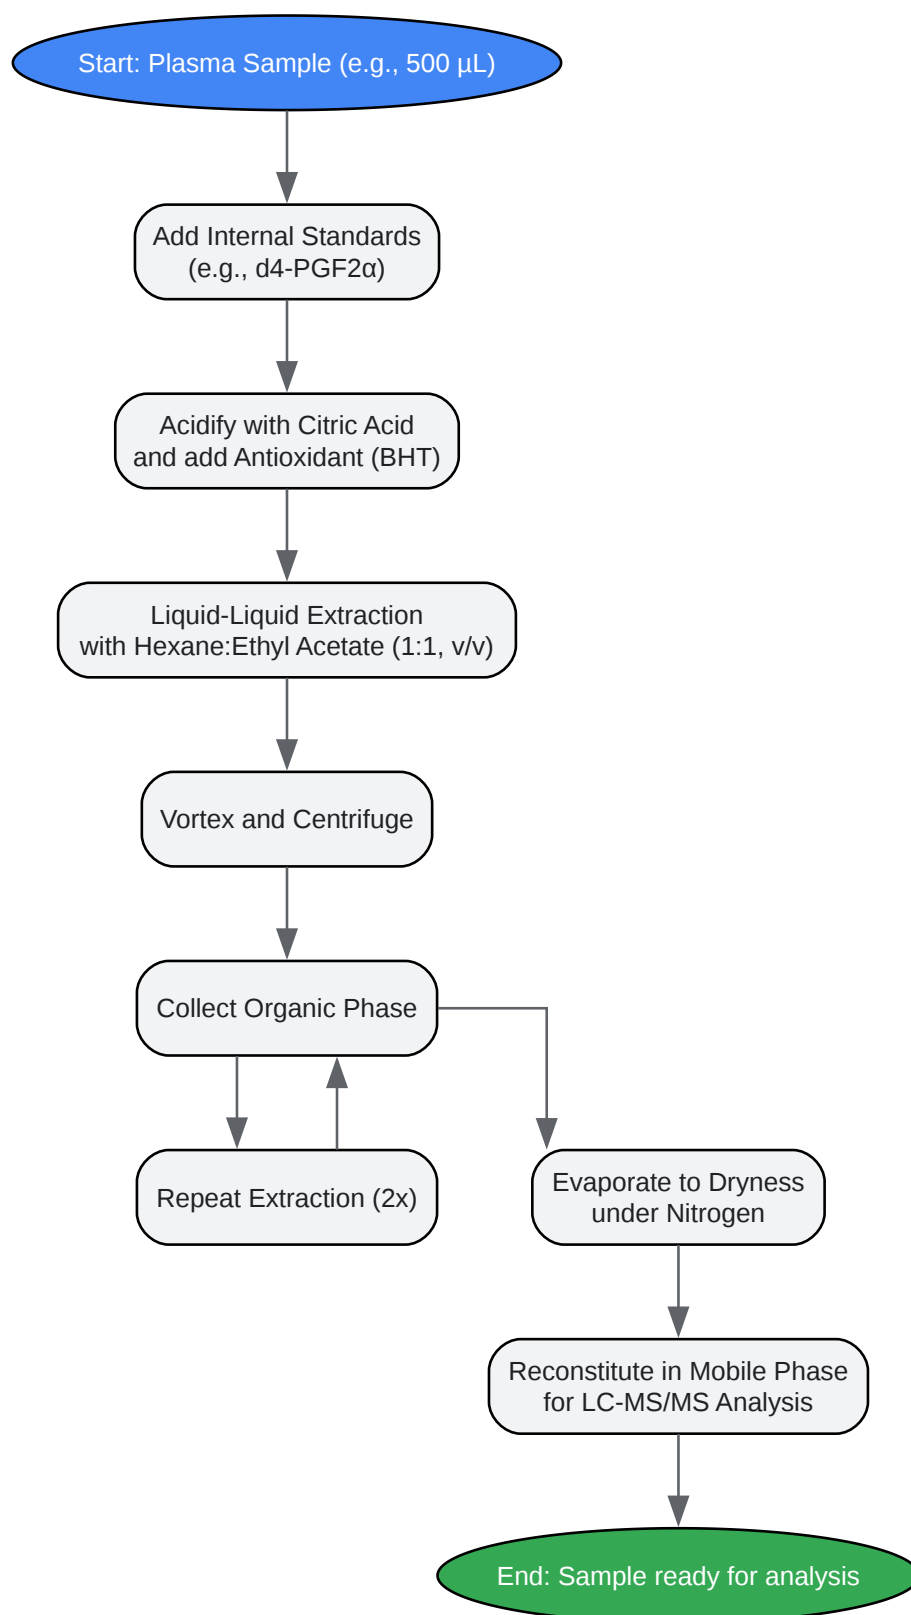 Start: Plasma Sample (e.g., 500 µL)
Add Internal Standards
(e.g., d4-PGF2α)
Acidify with Citric Acid
and add Antioxidant (BHT)
Liquid-Liquid Extraction
with Hexane:Ethyl Acetate (1:1, v/v)
Vortex and Centrifuge
Collect Organic Phase
Repeat Extraction (2x)
Evaporate to Dryness
under Nitrogen
Reconstitute in Mobile Phase
for LC-MS/MS Analysis
End: Sample ready for analysis